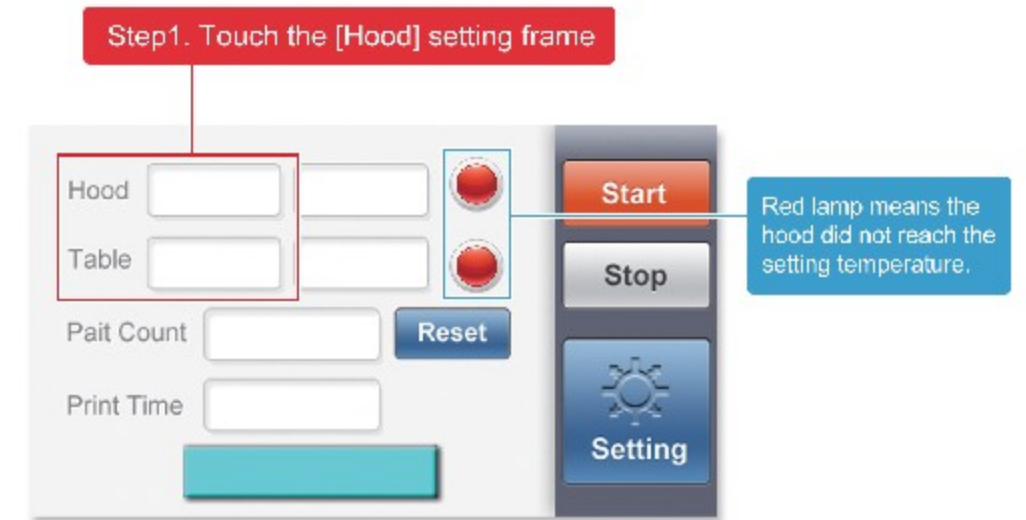 Step1. Touch the [Hood] setting frame
Hood
Start
Red lamp means the
hood did not reach the
setting temperature.
Table
Stop
Pait Count
Reset
Print Time
Setting